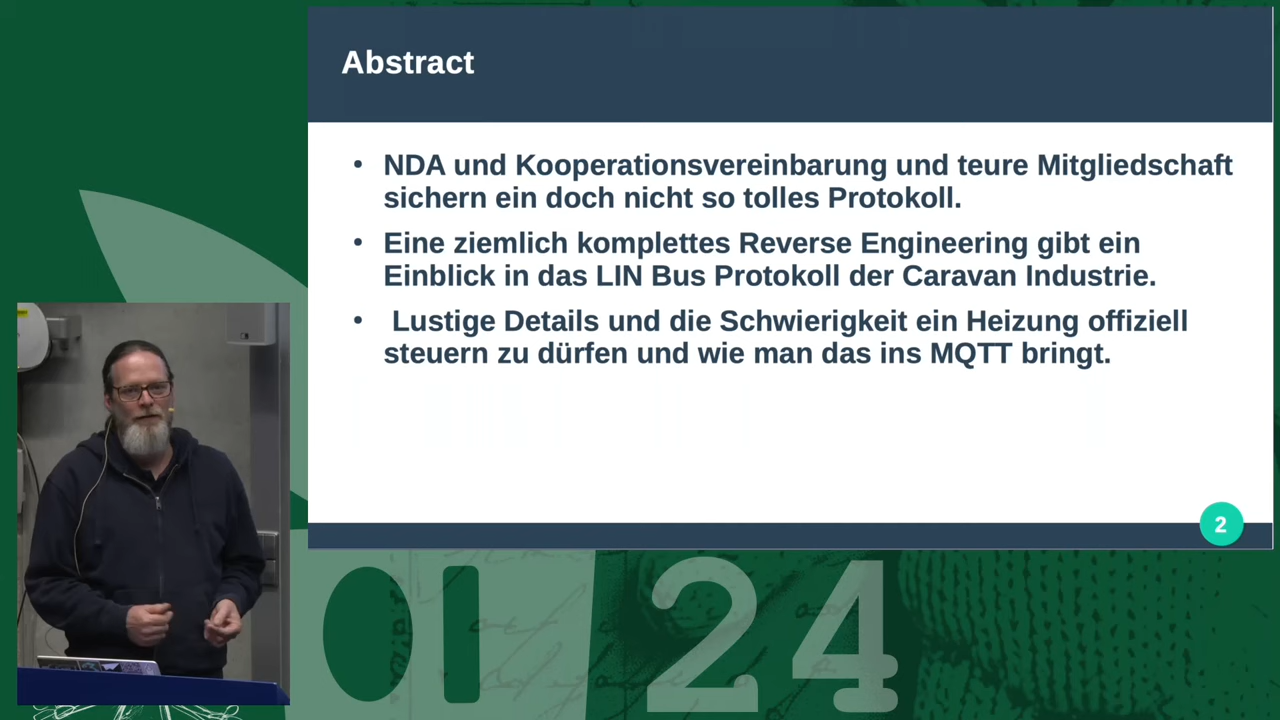 Abstract
• NDA und Kooperationsvereinbarung und teure Mitgliedschaft
sichern ein doch nicht so tolles Protokoll.
• Eine ziemlich komplettes Reverse Engineering gibt ein
Einblick in das LIN Bus Protokoll der Caravan Industrie.
• Lustige Details und die Schwierigkeit ein Heizung offiziell
steuern zu dürfen und wie man das ins MQTT bringt.
2
24